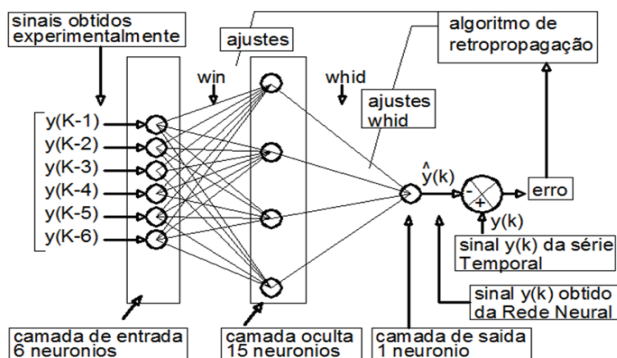 sinais obtidos
experimentalmente
ajustes
algoritmo de
retropropagação
win
whid
ajustes
whid
y(K-1)
y(K-2)
y(K-3)
y(K-4)
y(K-5)
y(K-6)
ŷ(k)
-
+
erro
y(k)
sinal y(k) da série
Temporal
sinal y(k) obtido
da Rede Neural
camada de entrada
6 neuronios
camada oculta
15 neuronios
camada de saida
1 neuronio